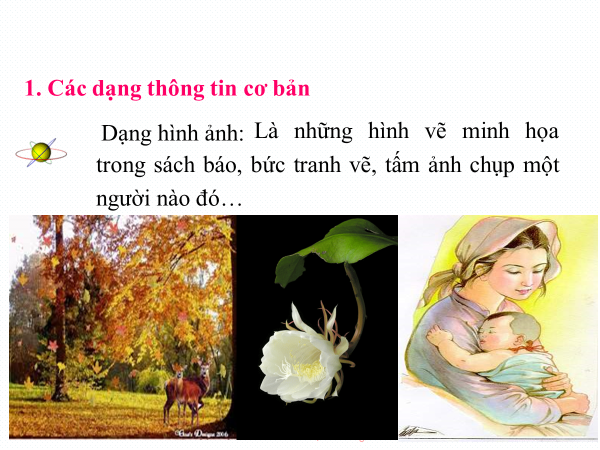 1. Các dạng thông tin cơ bản
Dạng hình ảnh: Là những hình vẽ minh họa
trong sách báo, bức tranh vẽ, tấm ảnh chụp một
người nào đó…